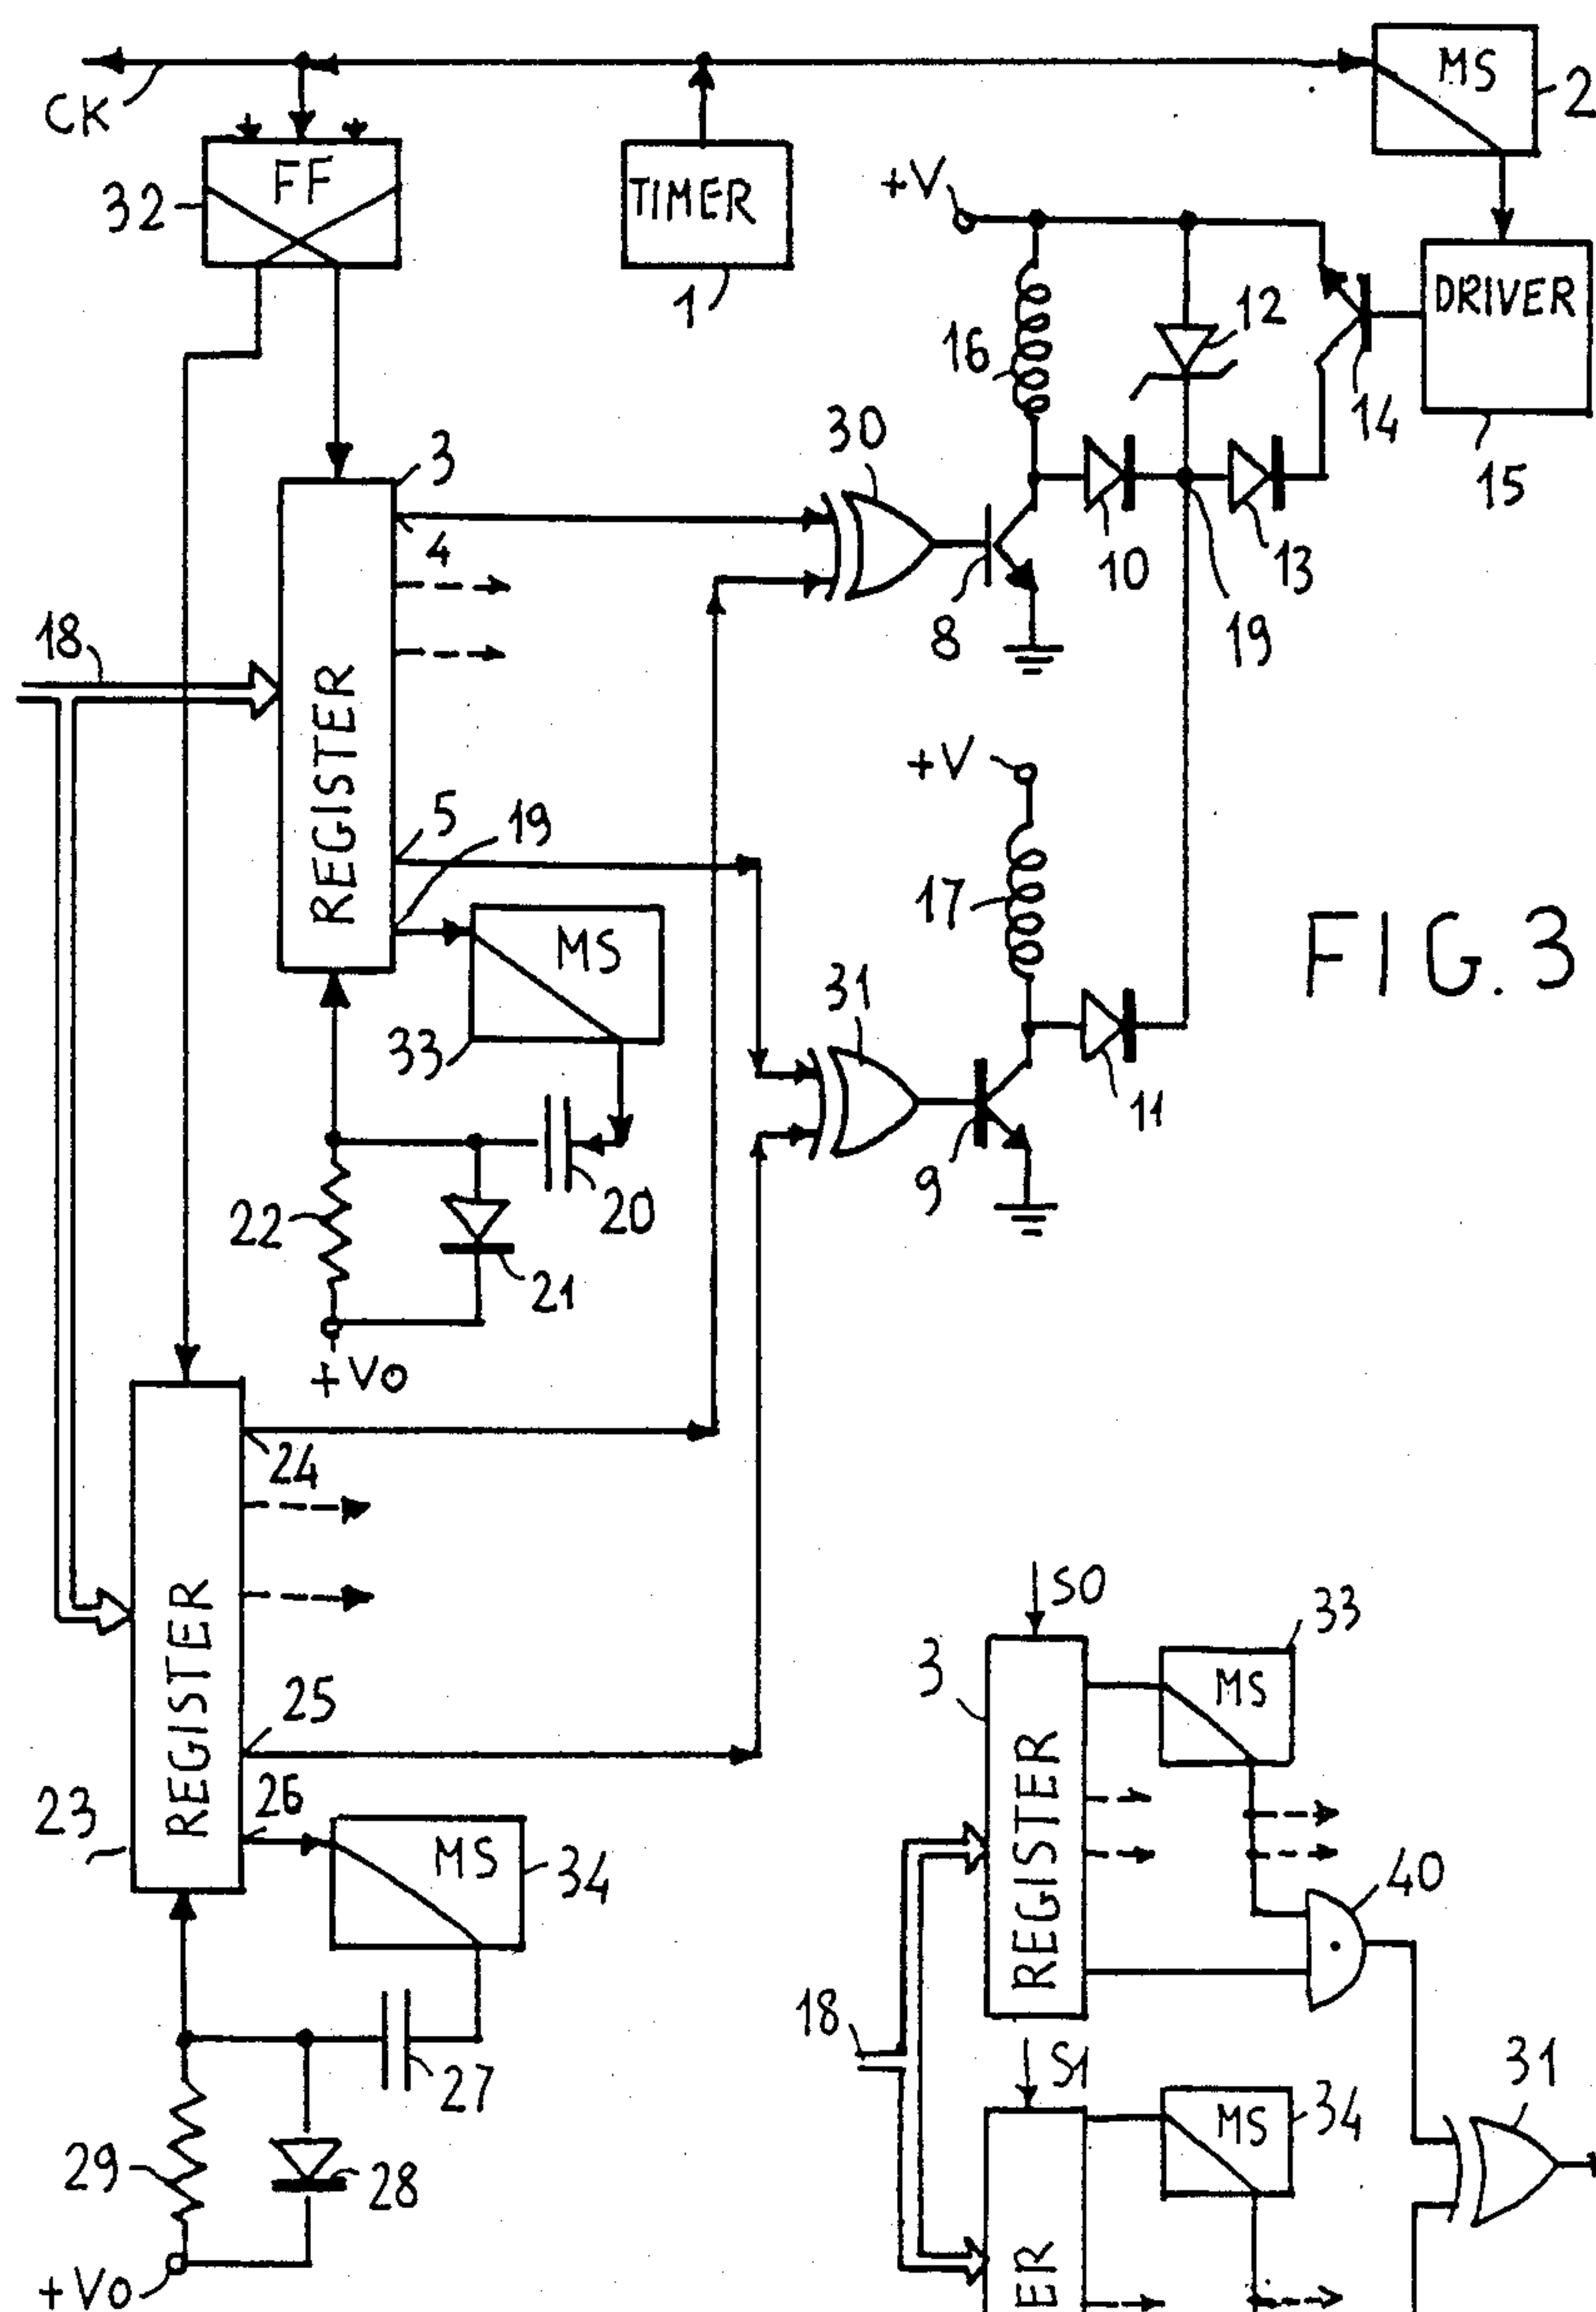 MS
2
CK
FF
32
TIMER
1
+V
DRIVER
12
16
14
15
30
3
4
10
13
8
19
18
REGISTER
+V
5
19
17
FIG. 3
MS
33
31
11
9
22
20
21
+Vo
24
S0
33
3
MS
REGISTER
25
26
23
REGISTER
MS
34
40
18
S1
31
27
MS
34
29
28
ER
+Vo